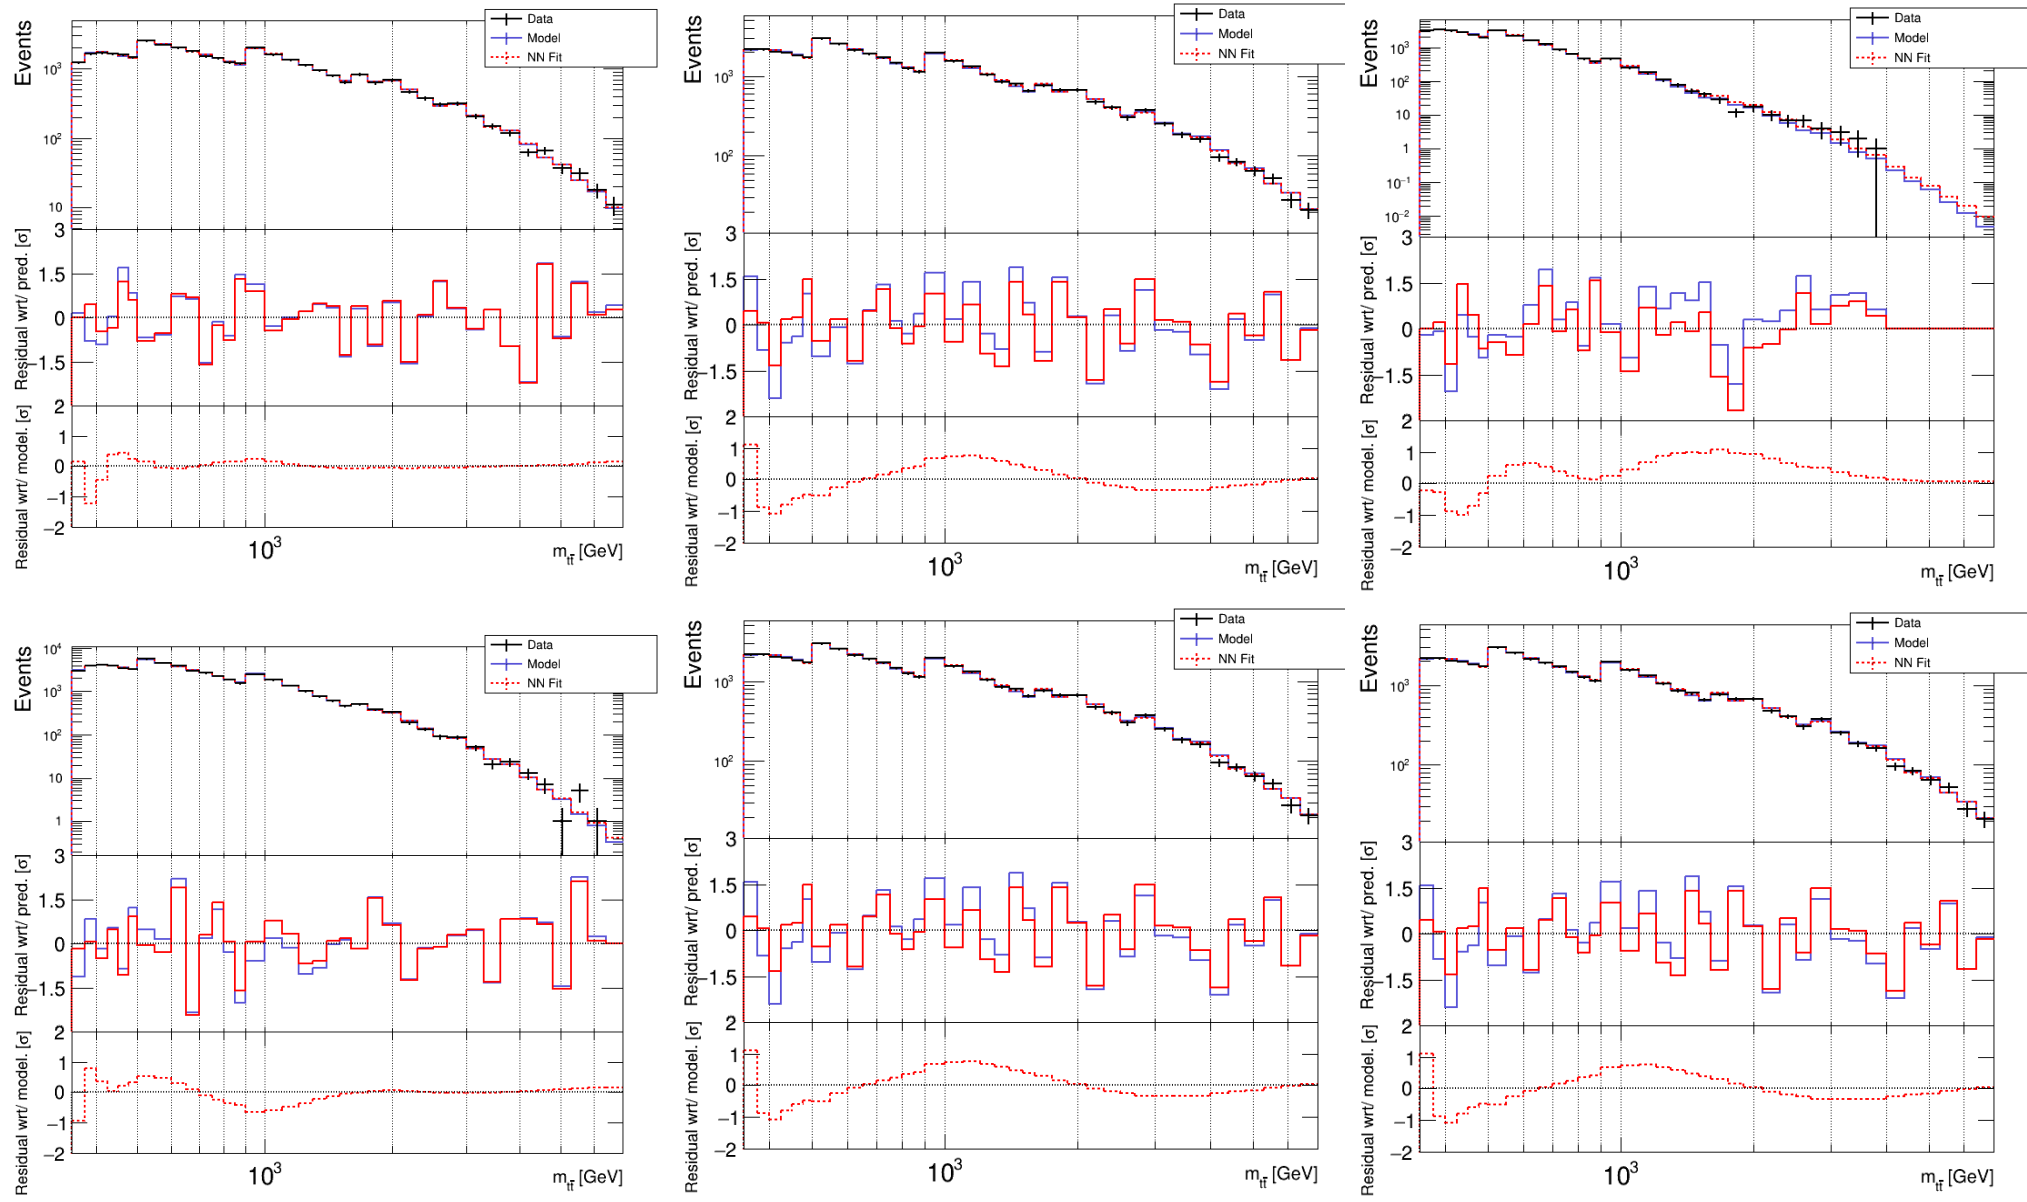 Events
Data
Model
NN Fit
10³
10²
10
3
1.5
0
−1.5
Residual wrt/ pred. [σ]
2
1
0
−1
−2
Residual wrt/ model. [σ]
10³
m_tt̄ [GeV]
Events
Data
Model
NN Fit
10³
10²
3
1.5
0
−1.5
Residual wrt/ pred. [σ]
2
1
0
−1
−2
Residual wrt/ model. [σ]
10³
m_tt̄ [GeV]
Events
Data
Model
NN Fit
10³
10²
10
1
10⁻¹
10⁻²
3
1.5
0
−1.5
Residual wrt/ pred. [σ]
2
1
0
−1
−2
Residual wrt/ model. [σ]
10³
m_tt̄ [GeV]
Events
Data
Model
NN Fit
10⁴
10³
10²
10
1
3
1.5
0
−1.5
Residual wrt/ pred. [σ]
2
1
0
−1
−2
Residual wrt/ model. [σ]
10³
m_tt̄ [GeV]
Events
Data
Model
NN Fit
10³
10²
3
1.5
0
−1.5
Residual wrt/ pred. [σ]
2
1
0
−1
−2
Residual wrt/ model. [σ]
10³
m_tt̄ [GeV]
Events
Data
Model
NN Fit
10³
10²
3
1.5
0
−1.5
Residual wrt/ pred. [σ]
2
1
0
−1
−2
Residual wrt/ model. [σ]
10³
m_tt̄ [GeV]